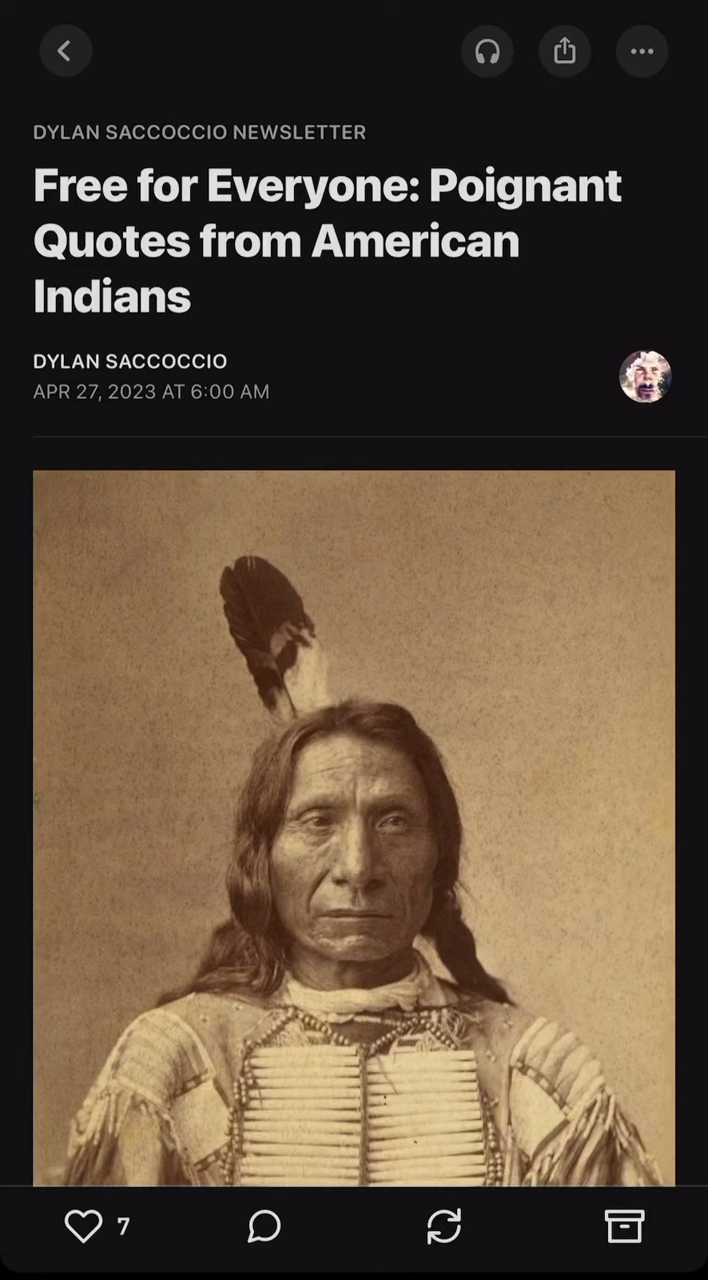 DYLAN SACCOCCIO NEWSLETTER
Free for Everyone: Poignant
Quotes from American
Indians
DYLAN SACCOCCIO
APR 27, 2023 AT 6:00 AM
7